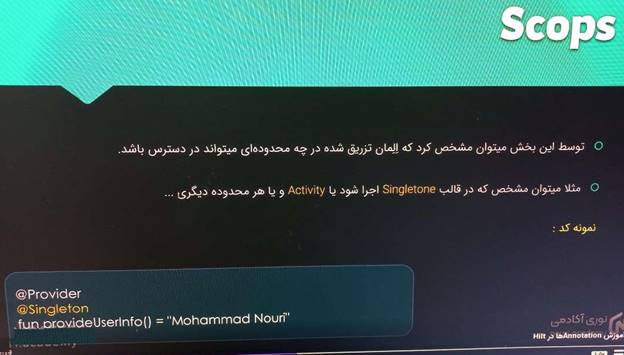 Scops
توسط این بخش میتوان مشخص کرد که اِلِمان تزریق شده در چه محدوده‌ای میتواند در دسترس باشد.
مثلا میتوان مشخص که در قالب Singletone اجرا شود یا Activity و یا هر محدوده دیگری ...
نمونه کد :
@Provider
@Singleton
fun provideUserInfo() = "Mohammad Nouri"
نوری آکادمی
موزش Annotationها در Hilt